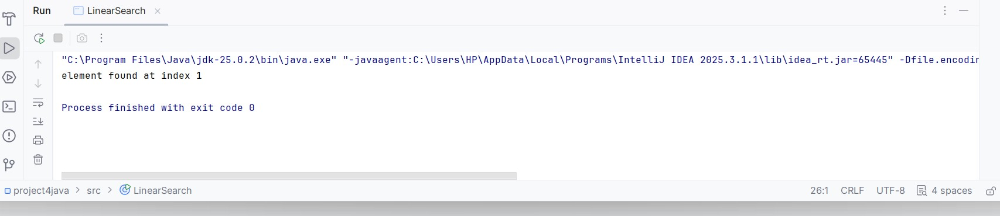 Run LinearSearch
"C:\Program Files\Java\jdk-25.0.2\bin\java.exe" "-javaagent:C:\Users\HP\AppData\Local\Programs\IntelliJ IDEA 2025.3.1.1\lib\idea_rt.jar=65445" -Dfile.encodin
element found at index 1
Process finished with exit code 0
project4java > src > LinearSearch 26:1 CRLF UTF-8 4 spaces